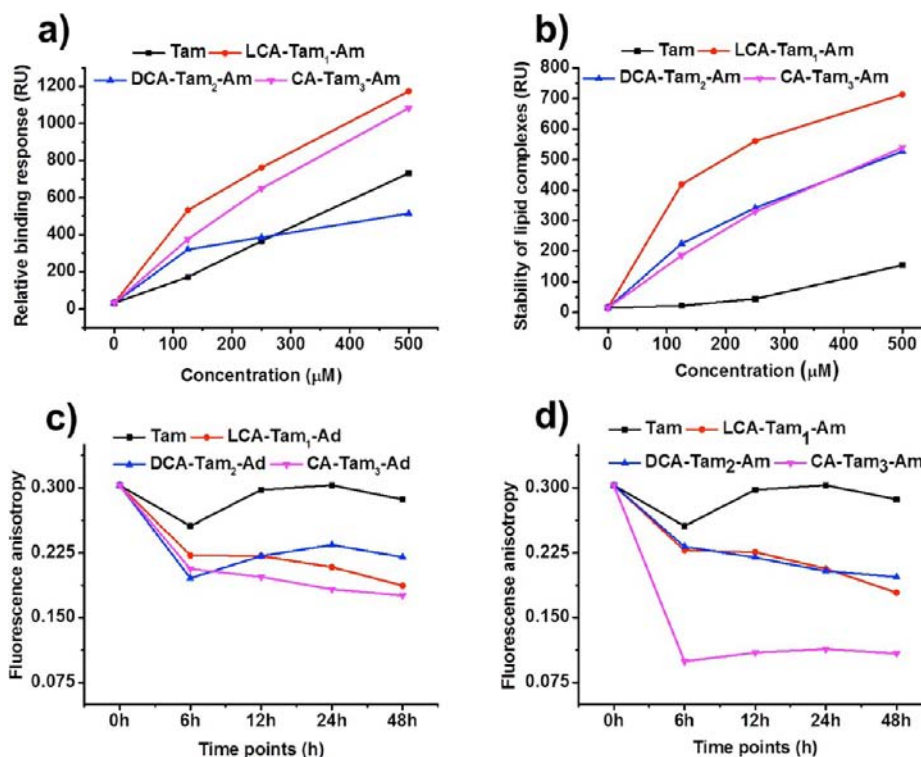 a)
Tam LCA-Tam1-Am
DCA-Tam2-Am CA-Tam3-Am
Relative binding response (RU)
1200
1000
800
600
400
200
0
0 100 200 300 400 500
Concentration (μM)
b)
Tam LCA-Tam1-Am
DCA-Tam2-Am CA-Tam3-Am
Stability of lipid complexes (RU)
800
700
600
500
400
300
200
100
0
0 100 200 300 400 500
Concentration (μM)
c)
Tam LCA-Tam1-Ad
DCA-Tam2-Ad CA-Tam3-Ad
Fluorescence anisotropy
0.300
0.225
0.150
0.075
0h 6h 12h 24h 48h
Time points (h)
d)
Tam LCA-Tam1-Am
DCA-Tam2-Am CA-Tam3-Am
Fluorescense anisotropy
0.300
0.225
0.150
0.075
0h 6h 12h 24h 48h
Time points (h)